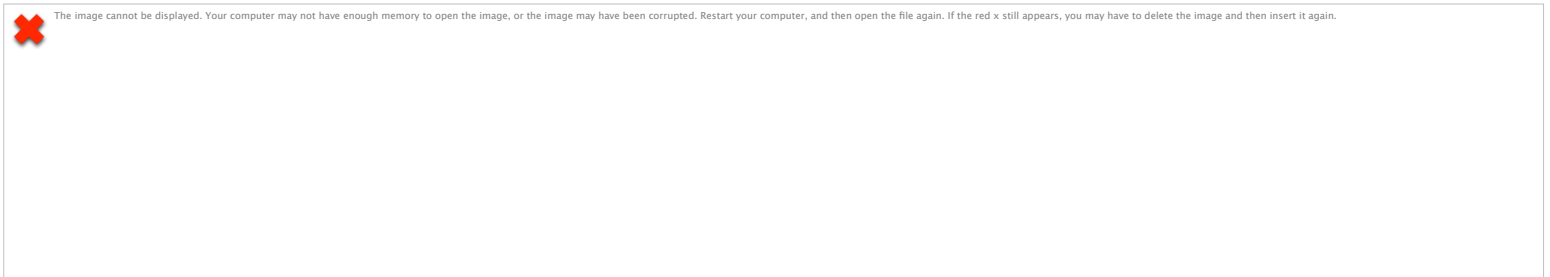 The image cannot be displayed. Your computer may not have enough memory to open the image, or the image may have been corrupted. Restart your computer, and then open the file again. If the red x still appears, you may have to delete the image and then insert it again.